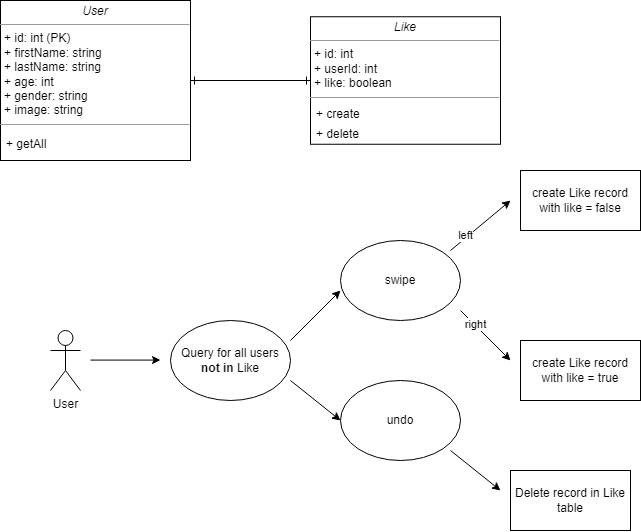 User
+ id: int (PK)
+ firstName: string
+ lastName: string
+ age: int
+ gender: string
+ image: string
+ getAll
Like
+ id: int
+ userId: int
+ like: boolean
+ create
+ delete
User
Query for all users
not in Like
swipe
left
create Like record
with like = false
right
create Like record
with like = true
undo
Delete record in Like
table